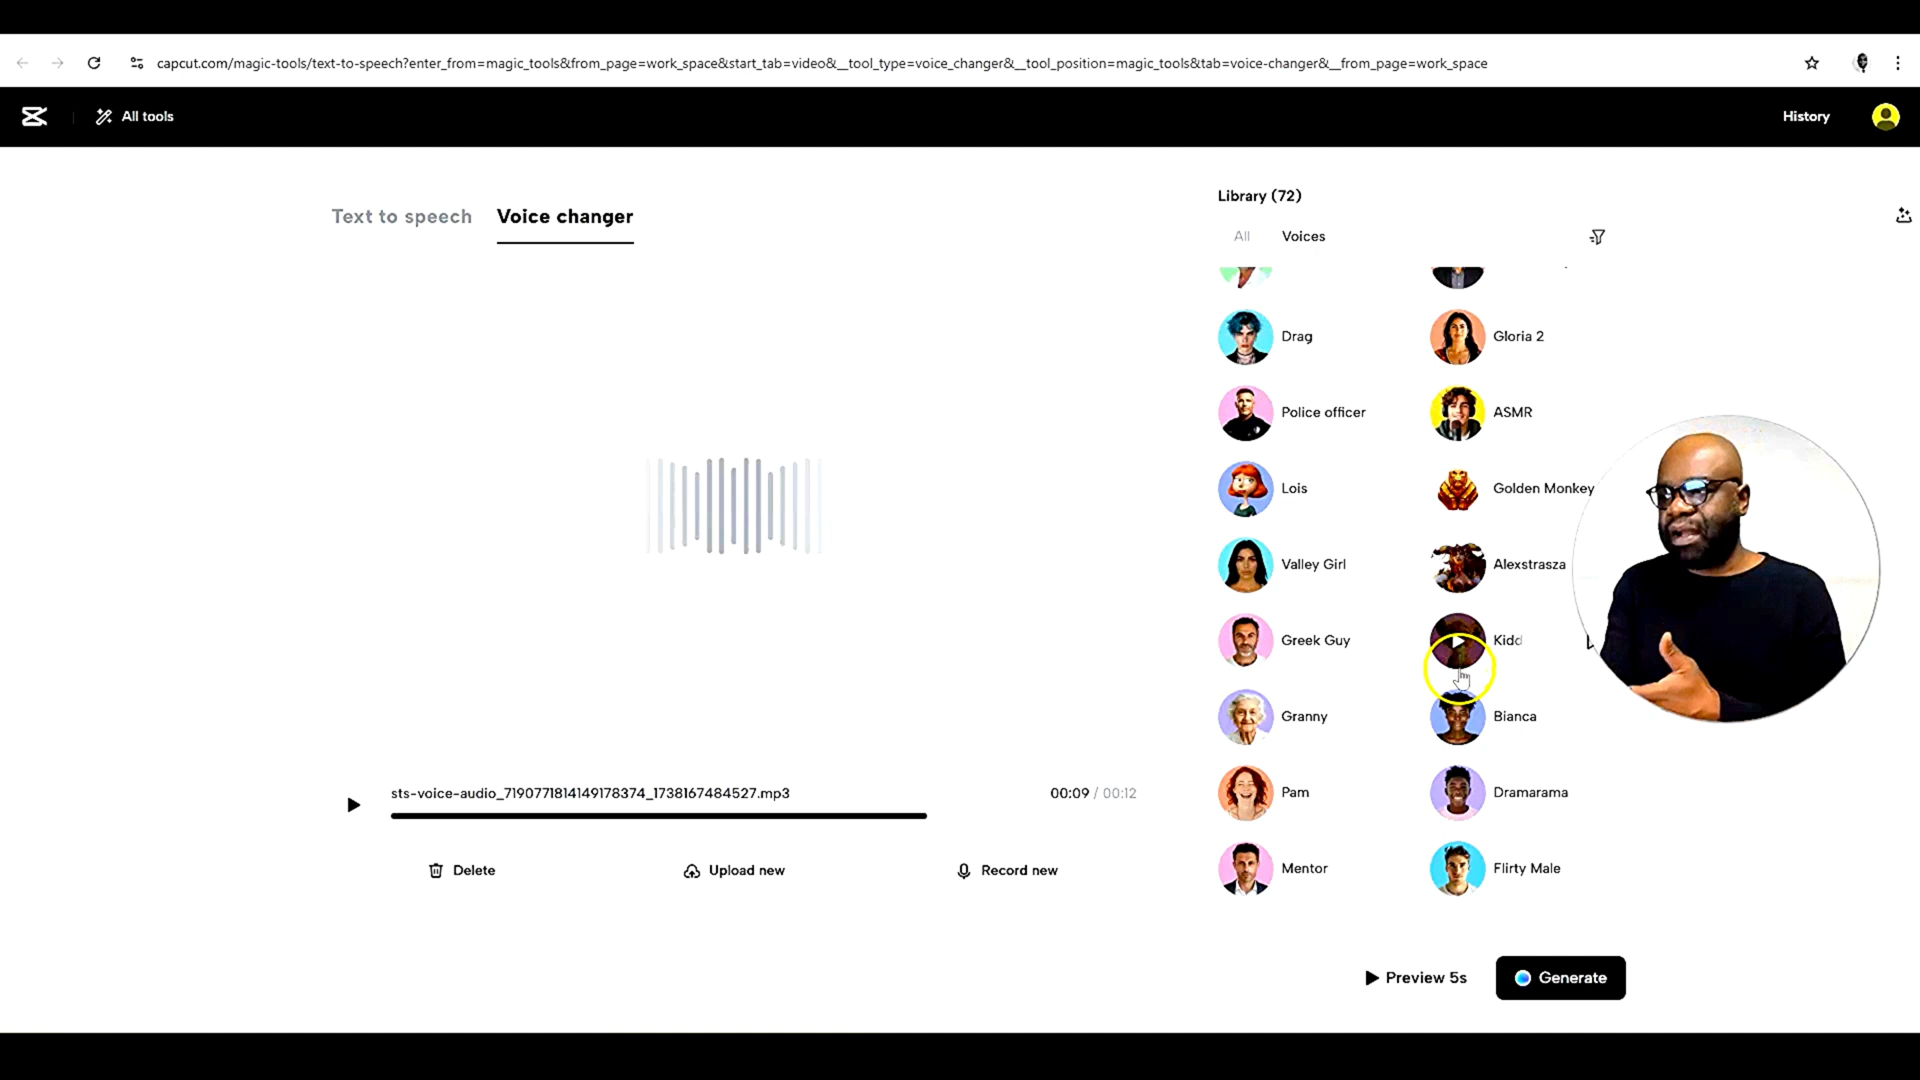 capcut.com/magic-tools/text-to-speech?enter_from=magic_tools&from_page=work_space&start_tab=video&__tool_type=voice_changer&__tool_position=magic_tools&tab=voice-changer&__from_page=work_space
All tools
History
Text to speech
Voice changer
Library (72)
All
Voices
Drag
Gloria 2
Police officer
ASMR
Lois
Golden Monkey
Valley Girl
Alexstrasza
Greek Guy
Kidd
Granny
Bianca
Pam
Dramarama
Mentor
Flirty Male
sts-voice-audio_7190771814149178374_1738167484527.mp3
00:09 / 00:12
Delete
Upload new
Record new
Preview 5s
Generate